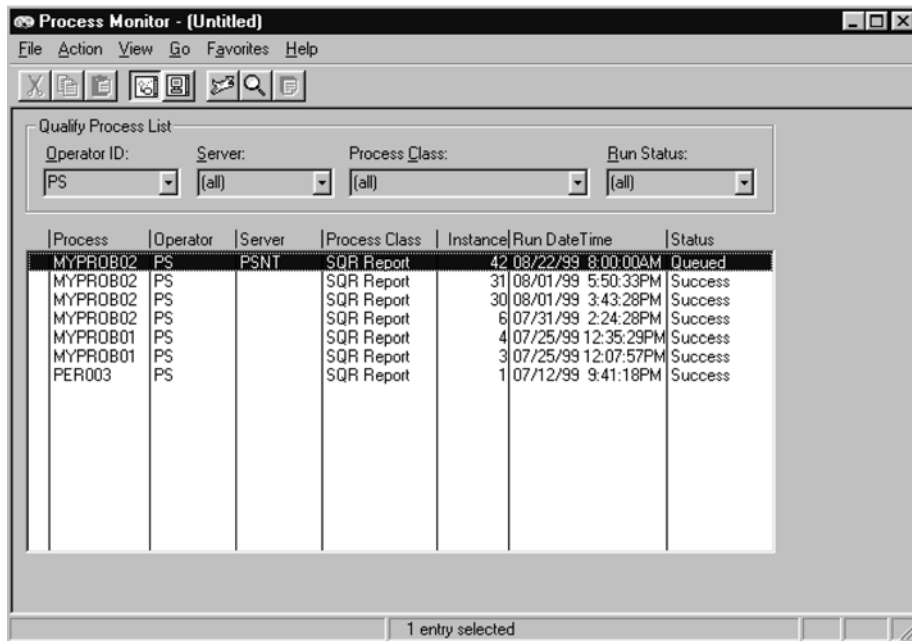 Process Monitor - (Untitled)
File Action View Go Favorites Help
Qualify Process List
Operator ID: Server: Process Class: Run Status:
PS (all) (all) (all)
Process Operator Server Process Class Instance Run DateTime Status
MYPROB02 PS PSNT SQR Report 42 08/22/99 8:00:00AM Queued
MYPROB02 PS SQR Report 31 08/01/99 5:50:33PM Success
MYPROB02 PS SQR Report 30 08/01/99 3:43:28PM Success
MYPROB02 PS SQR Report 6 07/31/99 2:24:28PM Success
MYPROB01 PS SQR Report 4 07/25/99 12:35:29PM Success
MYPROB01 PS SQR Report 3 07/25/99 12:07:57PM Success
PER003 PS SQR Report 1 07/12/99 9:41:18PM Success
1 entry selected